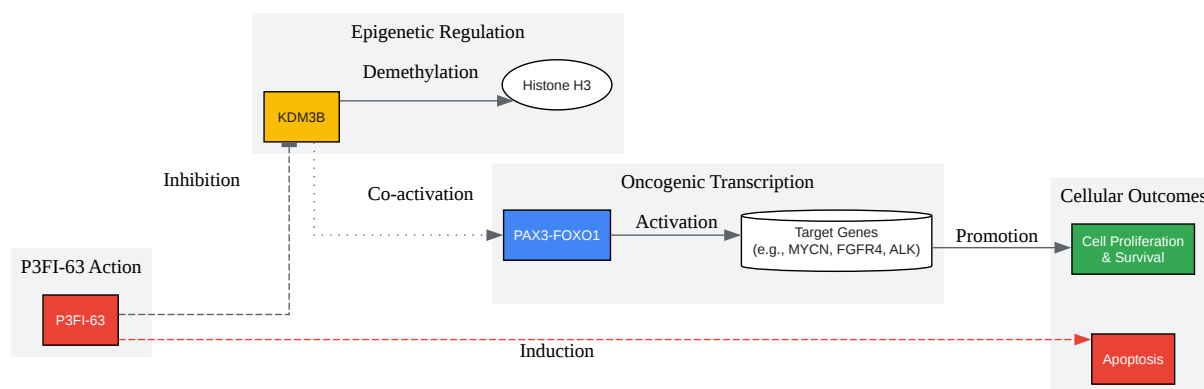 Epigenetic Regulation
Demethylation
Histone H3
KDM3B
Inhibition
Co-activation
Oncogenic Transcription
PAX3-FOXO1
Activation
Target Genes
(e.g., MYCN, FGFR4, ALK)
Promotion
Cellular Outcomes
Cell Proliferation
& Survival
P3FI-63 Action
P3FI-63
Induction
Apoptosis